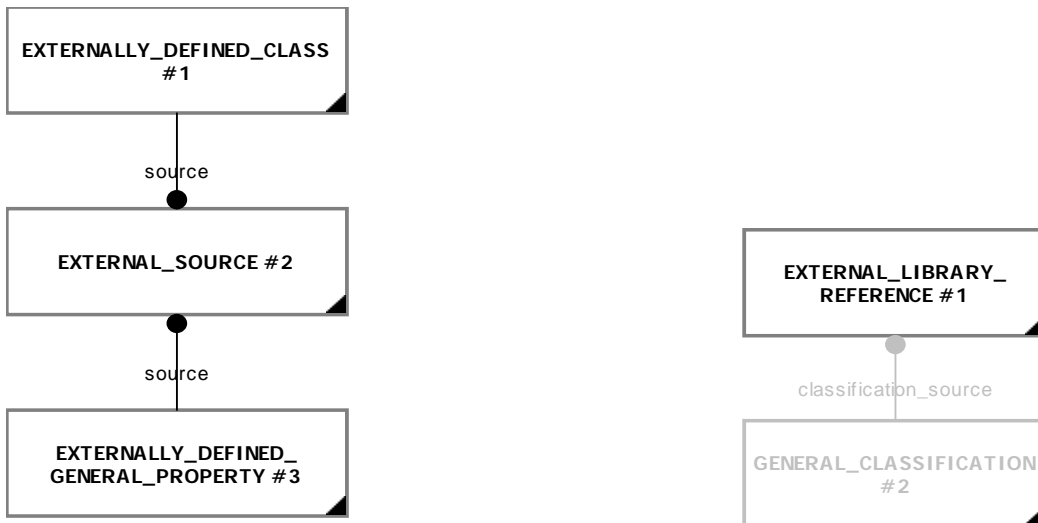 EXTERNALLY_DEFINED_CLASS
#1
source
EXTERNAL_SOURCE #2
source
EXTERNALLY_DEFINED_
GENERAL_PROPERTY #3
EXTERNAL_LIBRARY_
REFERENCE #1
classification_source
GENERAL_CLASSIFICATION
#2